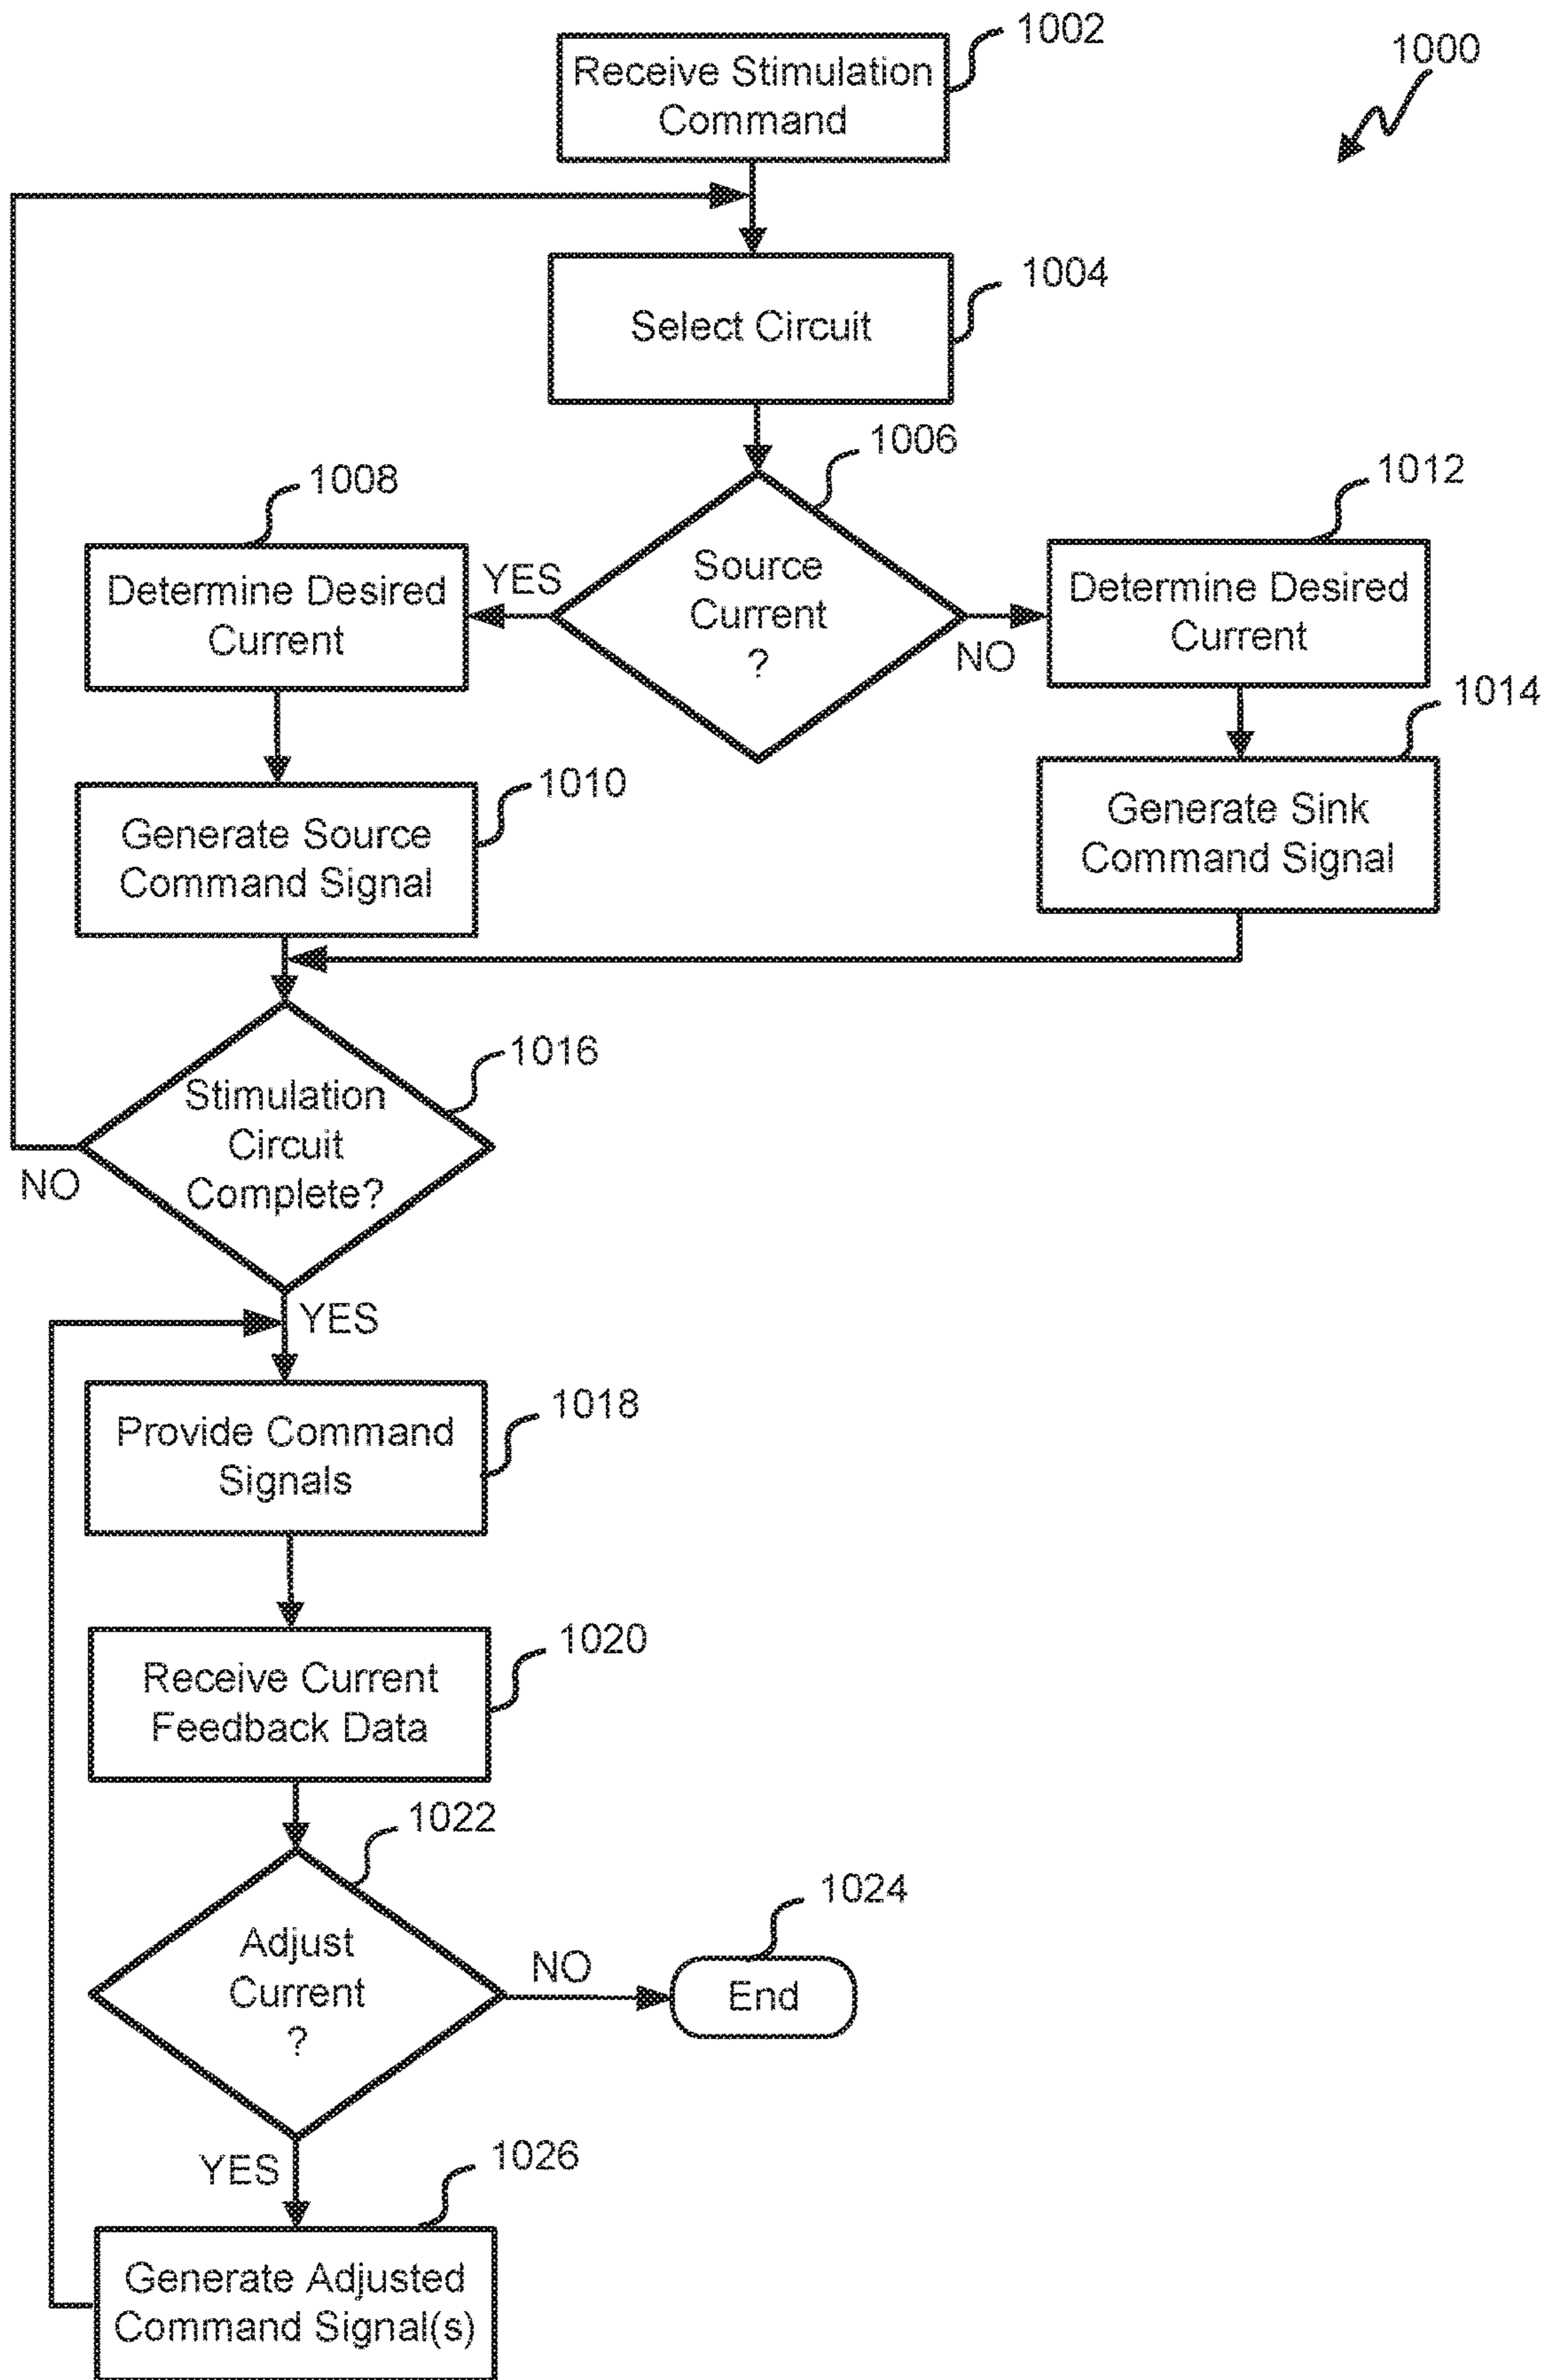 1002
1000
Receive Stimulation
Command
1004
Select Circuit
1006
1008
1012
Source
Current
?
YES
NO
Determine Desired
Current
Determine Desired
Current
1014
1010
Generate Source
Command Signal
Generate Sink
Command Signal
1016
Stimulation
Circuit
Complete?
NO
YES
1018
Provide Command
Signals
1020
Receive Current
Feedback Data
1022
1024
Adjust
Current
?
NO
End
YES
1026
Generate Adjusted
Command Signal(s)